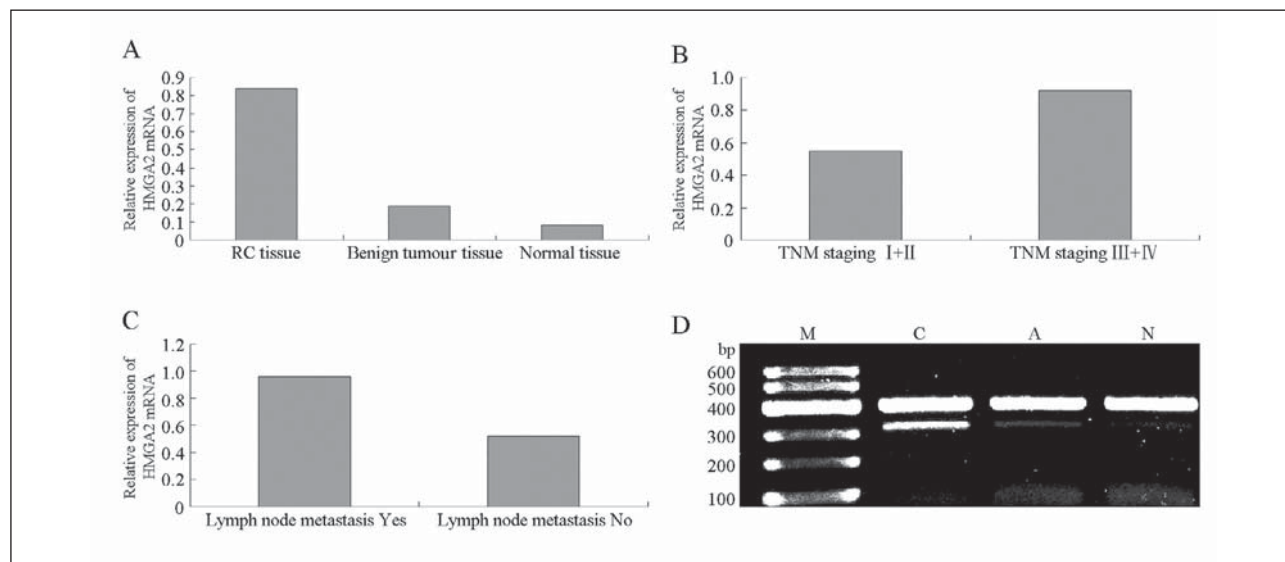 A
Relative expression of
HMGA2 mRNA
0.9
0.8
0.7
0.6
0.5
0.4
0.3
0.2
0.1
0
RC tissue Benign tumour tissue Normal tissue
B
Relative expression of
HMGA2 mRNA
1.0
0.8
0.6
0.4
0.2
0
TNM staging I+II TNM staging III+IV
C
Relative expression of
HMGA2 mRNA
1.2
1.0
0.8
0.6
0.4
0.2
0
Lymph node metastasis Yes Lymph node metastasis No
D
M C A N
bp
600
500
400
300
200
100